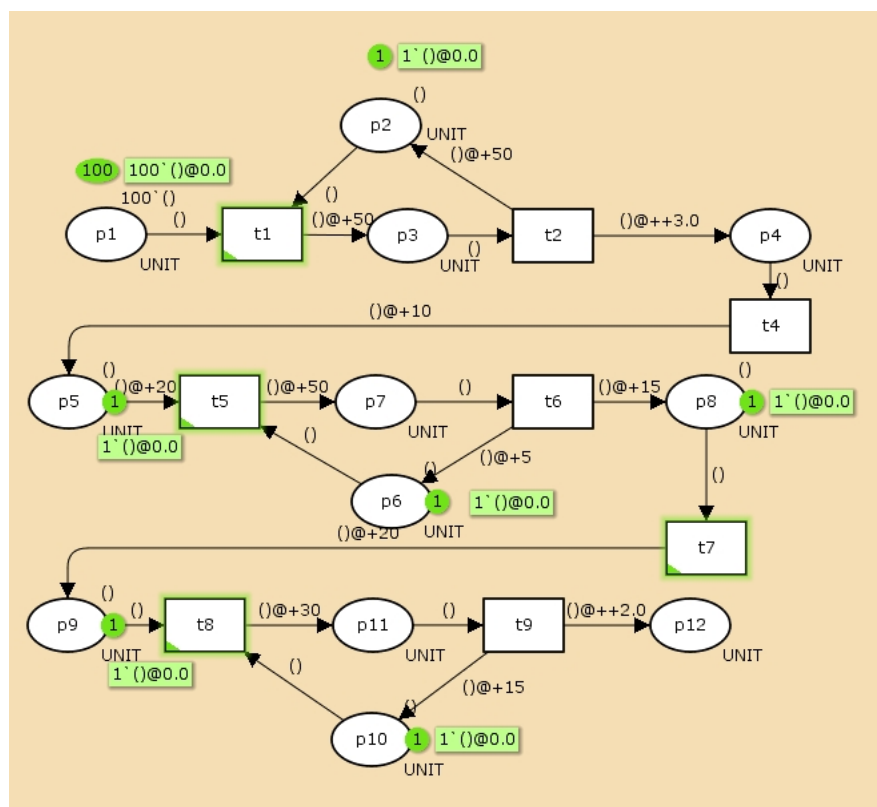 1 1`()@0.0
()
p2
UNIT
()@+50
100 100`()@0.0
100`()
()
()
p1
t1
()@+50
p3
()
t2
()@++3.0
p4
UNIT
UNIT
UNIT
()
t4
()@+10
()
p5
1
()@+20
t5
()@+50
p7
()
t6
()@+15
()
p8
1
1`()@0.0
UNIT
1`()@0.0
UNIT
UNIT
()
()@+5
()
p6
1
1`()@0.0
UNIT
()
t7
()@+20
()
p9
1
()
t8
()@+30
p11
()
t9
()@++2.0
p12
UNIT
1`()@0.0
UNIT
UNIT
()
()@+15
()
p10
1
1`()@0.0
UNIT